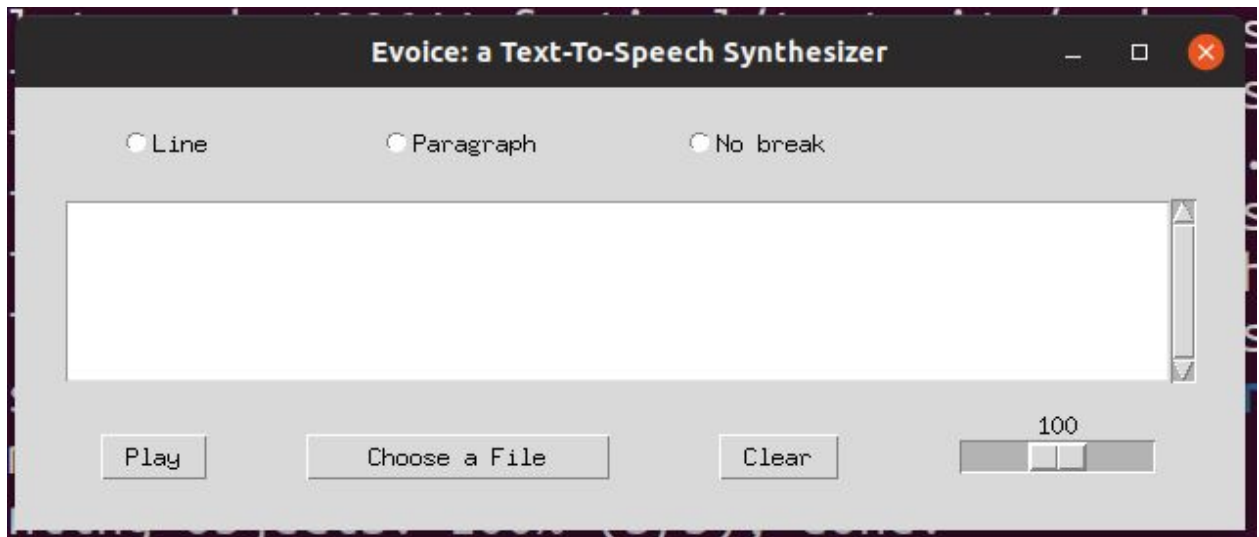 Evoice: a Text-To-Speech Synthesizer
Line Paragraph No break
100
Play Choose a File Clear